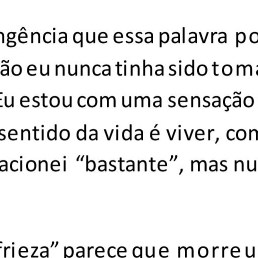 ngência que essa palavra po
ão eu nunca tinha sido toma
Eu estou com uma sensação
sentido da vida é viver, com
acionei “bastante”, mas nu
frieza” parece que morreu